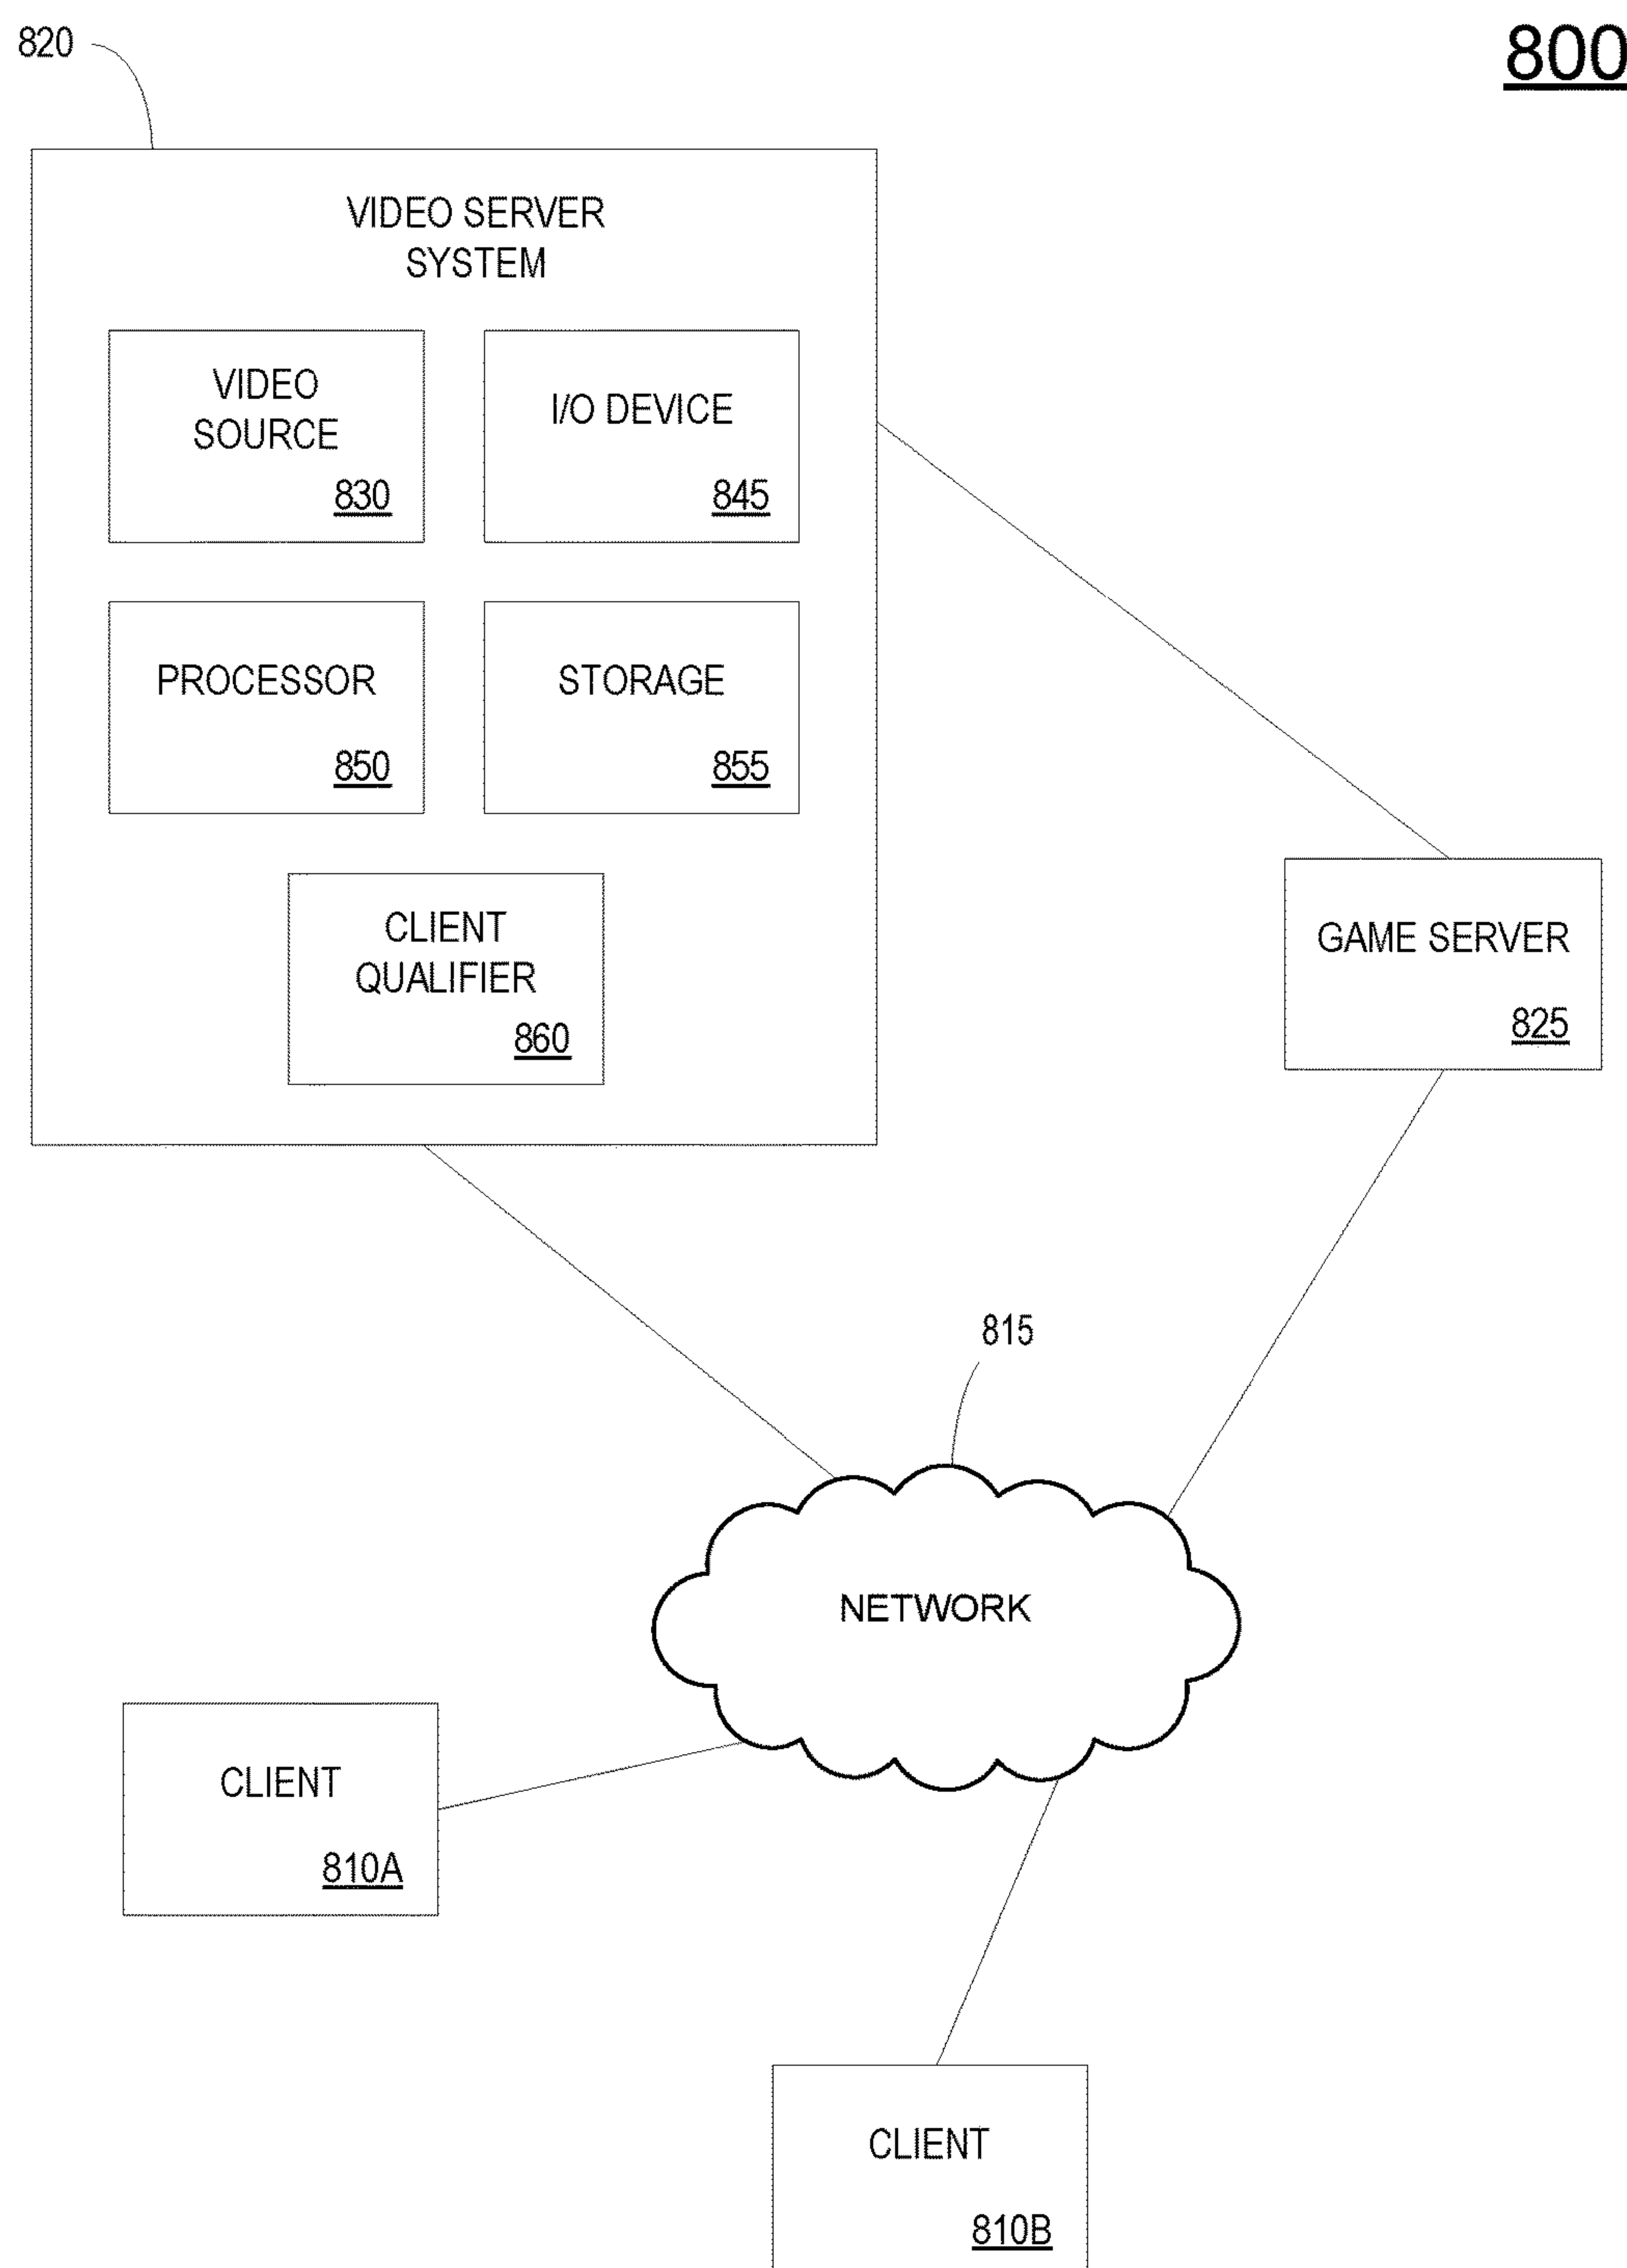 820
800
VIDEO SERVER
SYSTEM
VIDEO
SOURCE
830
I/O DEVICE
845
PROCESSOR
850
STORAGE
855
CLIENT
QUALIFIER
860
GAME SERVER
825
815
NETWORK
CLIENT
810A
CLIENT
810B